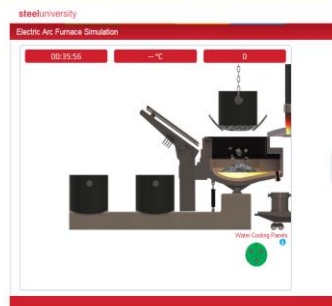 steeluniversity
Electric Arc Furnace Simulation
00:35:56
-- °C
0
Water Cooling Panels